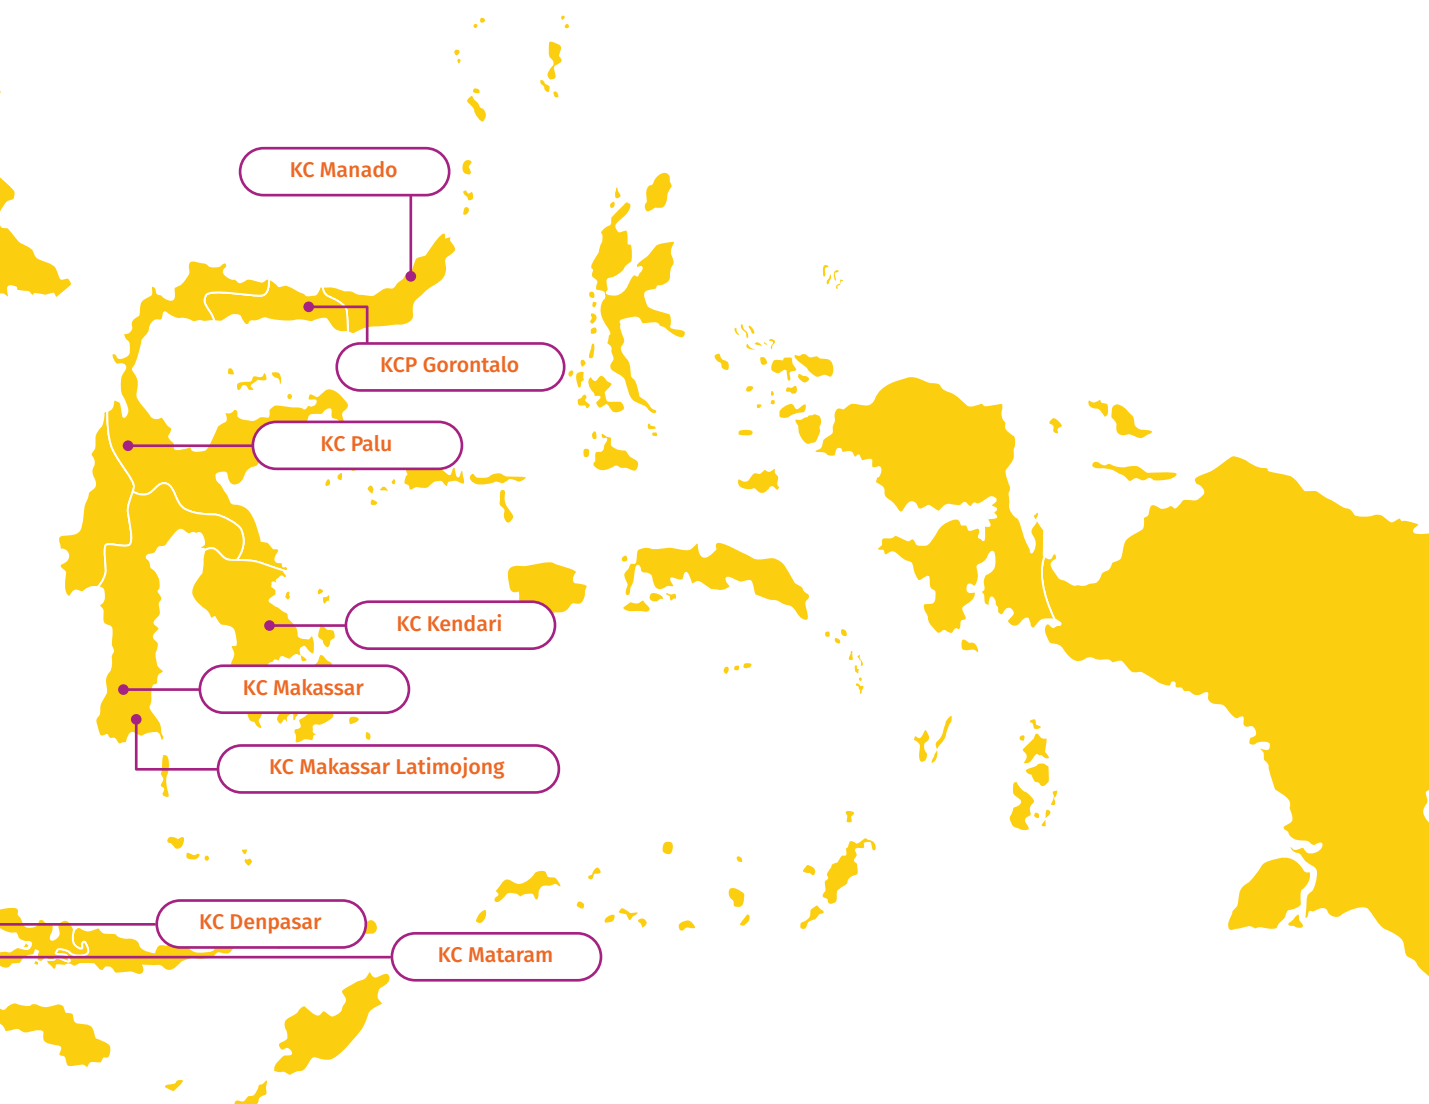 KC Manado
KCP Gorontalo
KC Palu
KC Kendari
KC Makassar
KC Makassar Latimojong
KC Denpasar
KC Mataram